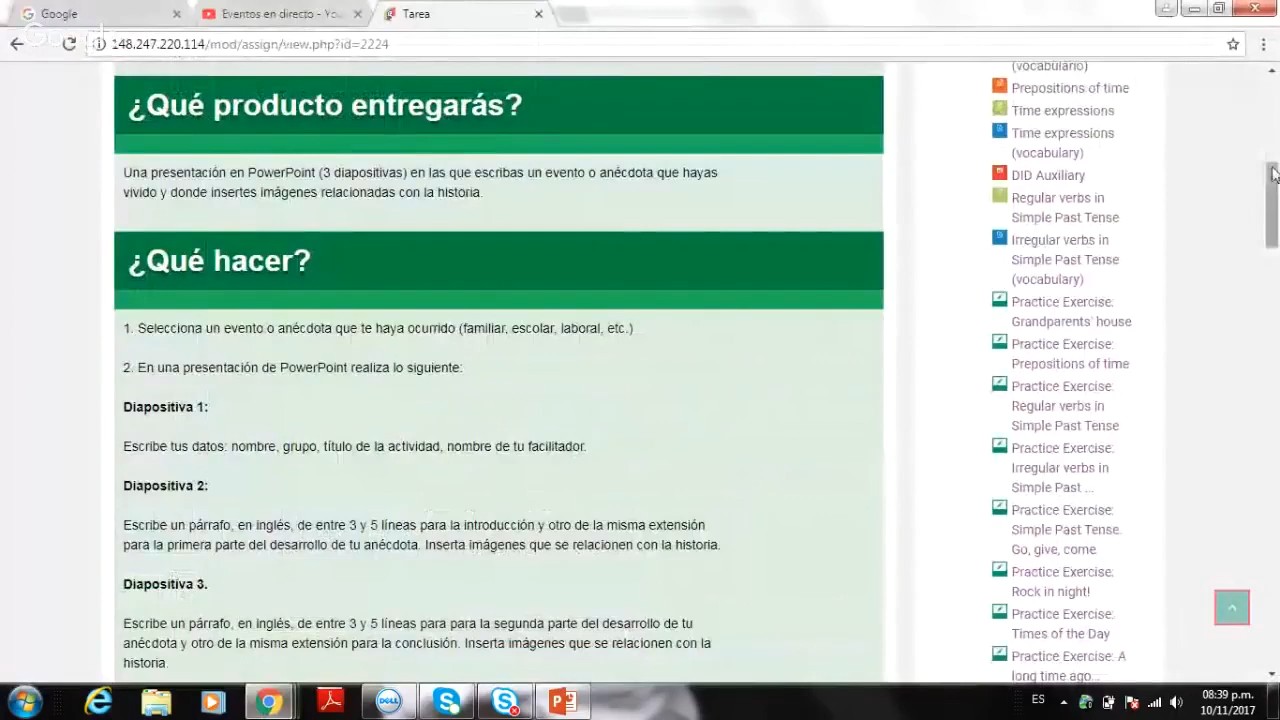 Google
Eventos en directo - You
Tarea
148.247.220.114/mod/assign/view.php?id=2224
¿Qué producto entregarás?
Una presentación en PowerPoint (3 diapositivas) en las que escribas un evento o anécdota que hayas
vivido y donde insertes imágenes relacionadas con la historia.
¿Qué hacer?
1. Selecciona un evento o anécdota que te haya ocurrido (familiar, escolar, laboral, etc.)
2. En una presentación de PowerPoint realiza lo siguiente:
Diapositiva 1:
Escribe tus datos: nombre, grupo, título de la actividad, nombre de tu facilitador.
Diapositiva 2:
Escribe un párrafo, en inglés, de entre 3 y 5 líneas para la introducción y otro de la misma extensión
para la primera parte del desarrollo de tu anécdota. Inserta imágenes que se relacionen con la historia.
Diapositiva 3.
Escribe un párrafo, en inglés, de entre 3 y 5 líneas para para la segunda parte del desarrollo de tu
anécdota y otro de la misma extensión para la conclusión. Inserta imágenes que se relacionen con la
historia.
(vocabulario)
Prepositions of time
Time expressions
Time expressions
(vocabulary)
DID Auxiliary
Regular verbs in
Simple Past Tense
Irregular verbs in
Simple Past Tense
(vocabulary)
Practice Exercise:
Grandparents' house
Practice Exercise:
Prepositions of time
Practice Exercise:
Regular verbs in
Simple Past Tense
Practice Exercise:
Irregular verbs in
Simple Past ...
Practice Exercise:
Simple Past Tense.
Go, give, come
Practice Exercise:
Rock in night!
Practice Exercise:
Times of the Day
Practice Exercise: A
long time ago...
DELL
ES
08:39 p.m.
10/11/2017